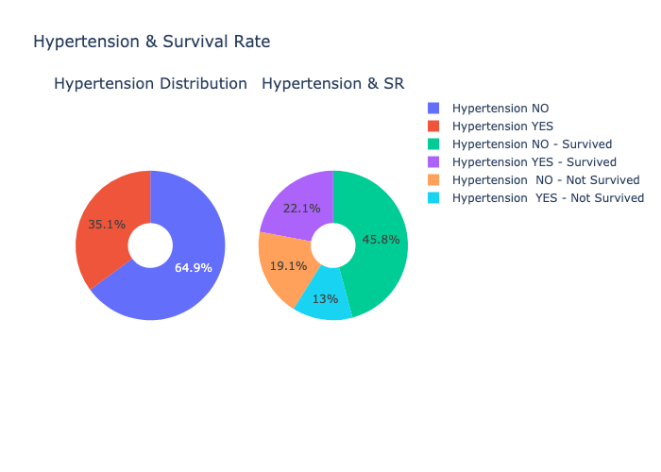 Hypertension & Survival Rate
Hypertension Distribution
Hypertension & SR
Hypertension NO
Hypertension YES
Hypertension NO - Survived
Hypertension YES - Survived
Hypertension  NO - Not Survived
Hypertension  YES - Not Survived
35.1%
64.9%
22.1%
45.8%
19.1%
13%